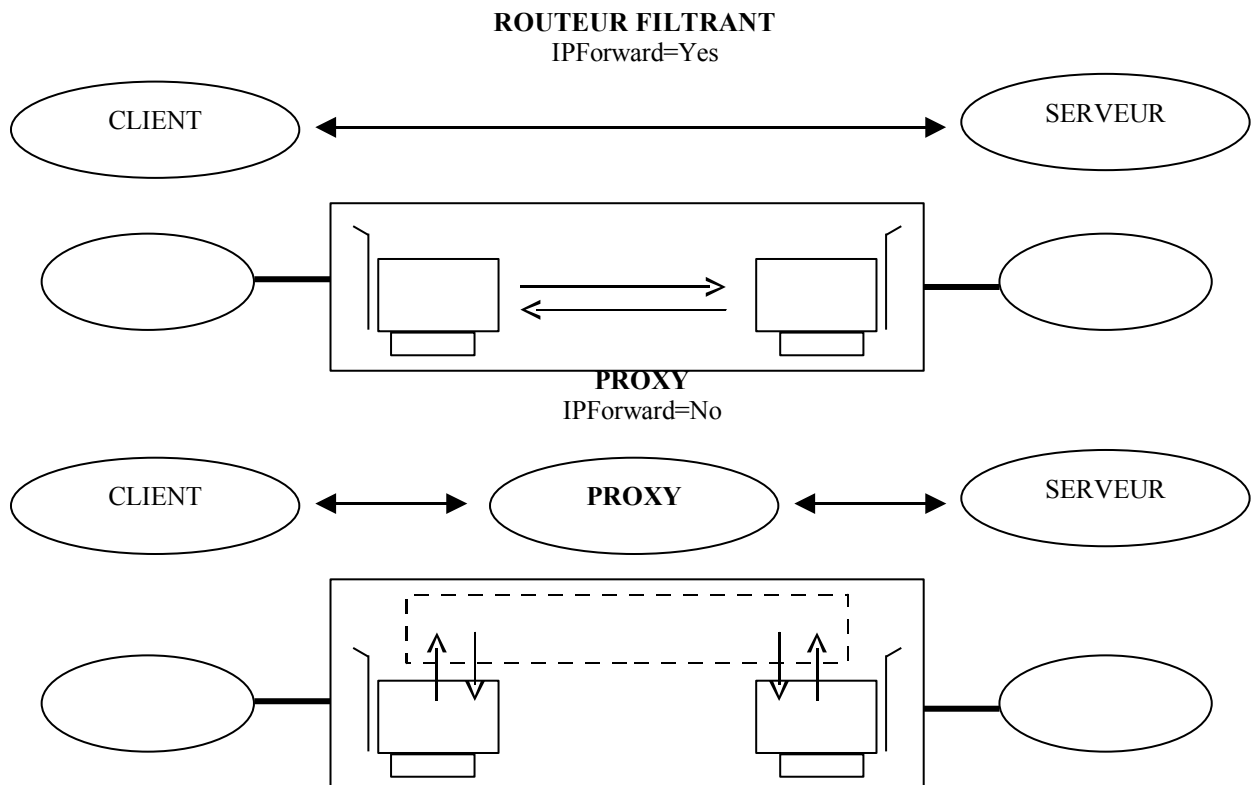 ROUTEUR FILTRANT
IPForward=Yes
CLIENT
SERVEUR
PROXY
IPForward=No
CLIENT
PROXY
SERVEUR